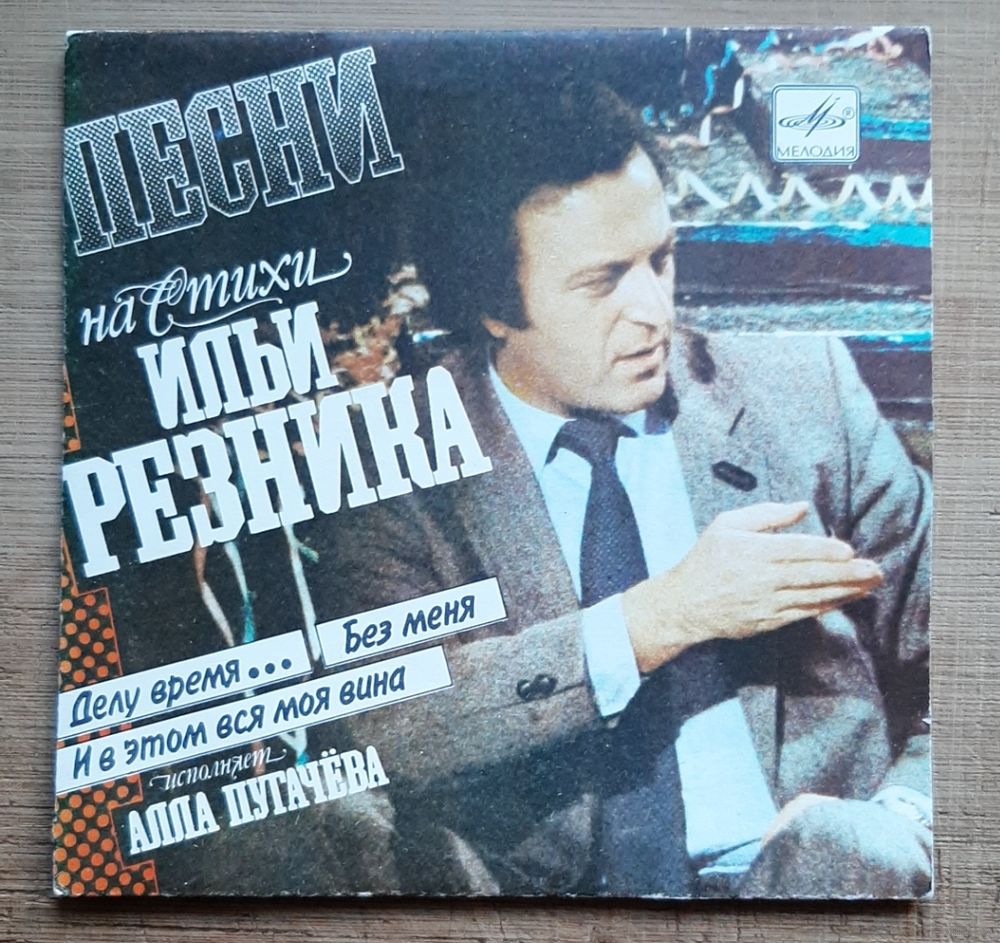 ПЕСНИ
на Стихи
ИЛЬИ
РЕЗНИКА
Делу время...
Без меня
И в этом вся моя вина
исполняет
АЛЛА ПУГАЧЁВА
МЕЛОДИЯ